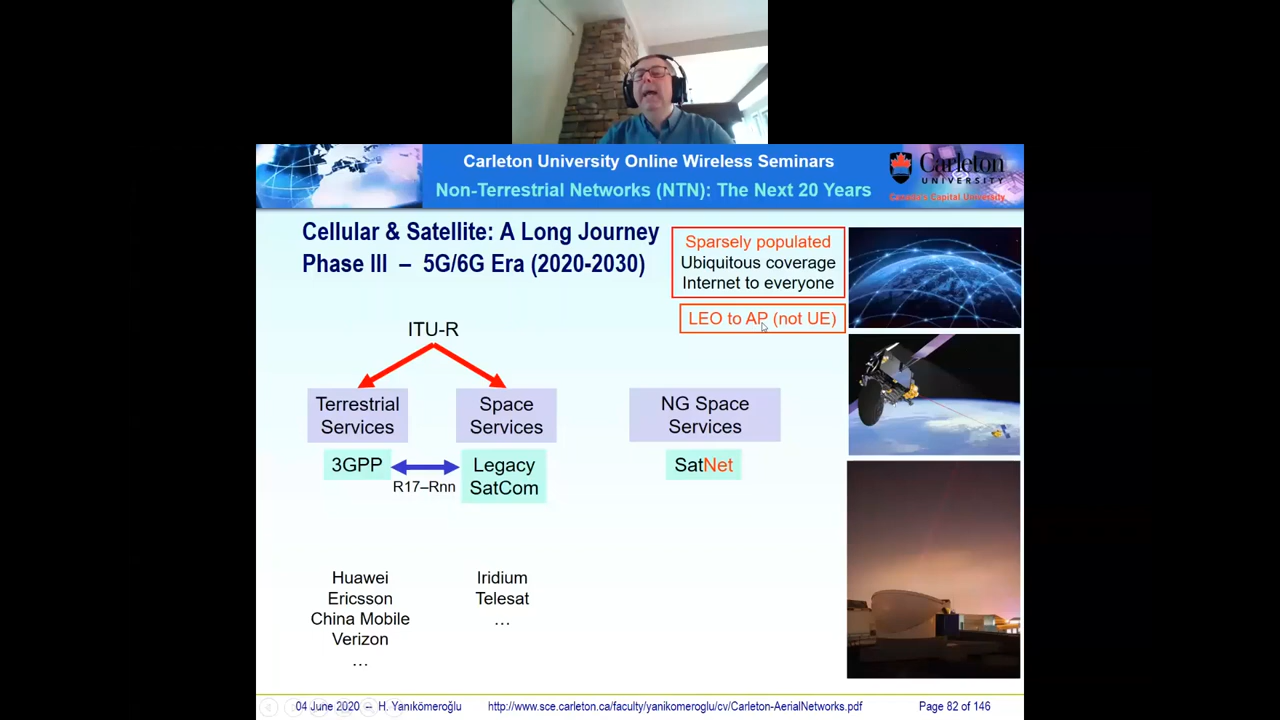 Carleton University Online Wireless Seminars
Non-Terrestrial Networks (NTN): The Next 20 Years
Carleton
UNIVERSITY
Canada's Capital University
Cellular & Satellite: A Long Journey
Phase III – 5G/6G Era (2020-2030)
Sparsely populated
Ubiquitous coverage
Internet to everyone
LEO to AP (not UE)
ITU-R
Terrestrial
Services
Space
Services
NG Space
Services
3GPP
R17–Rnn
Legacy
SatCom
SatNet
Huawei
Ericsson
China Mobile
Verizon
…
Iridium
Telesat
…
04 June 2020 – H. Yanıkömeroğlu
http://www.sce.carleton.ca/faculty/yanikomeroglu/cv/Carleton-AerialNetworks.pdf
Page 82 of 146